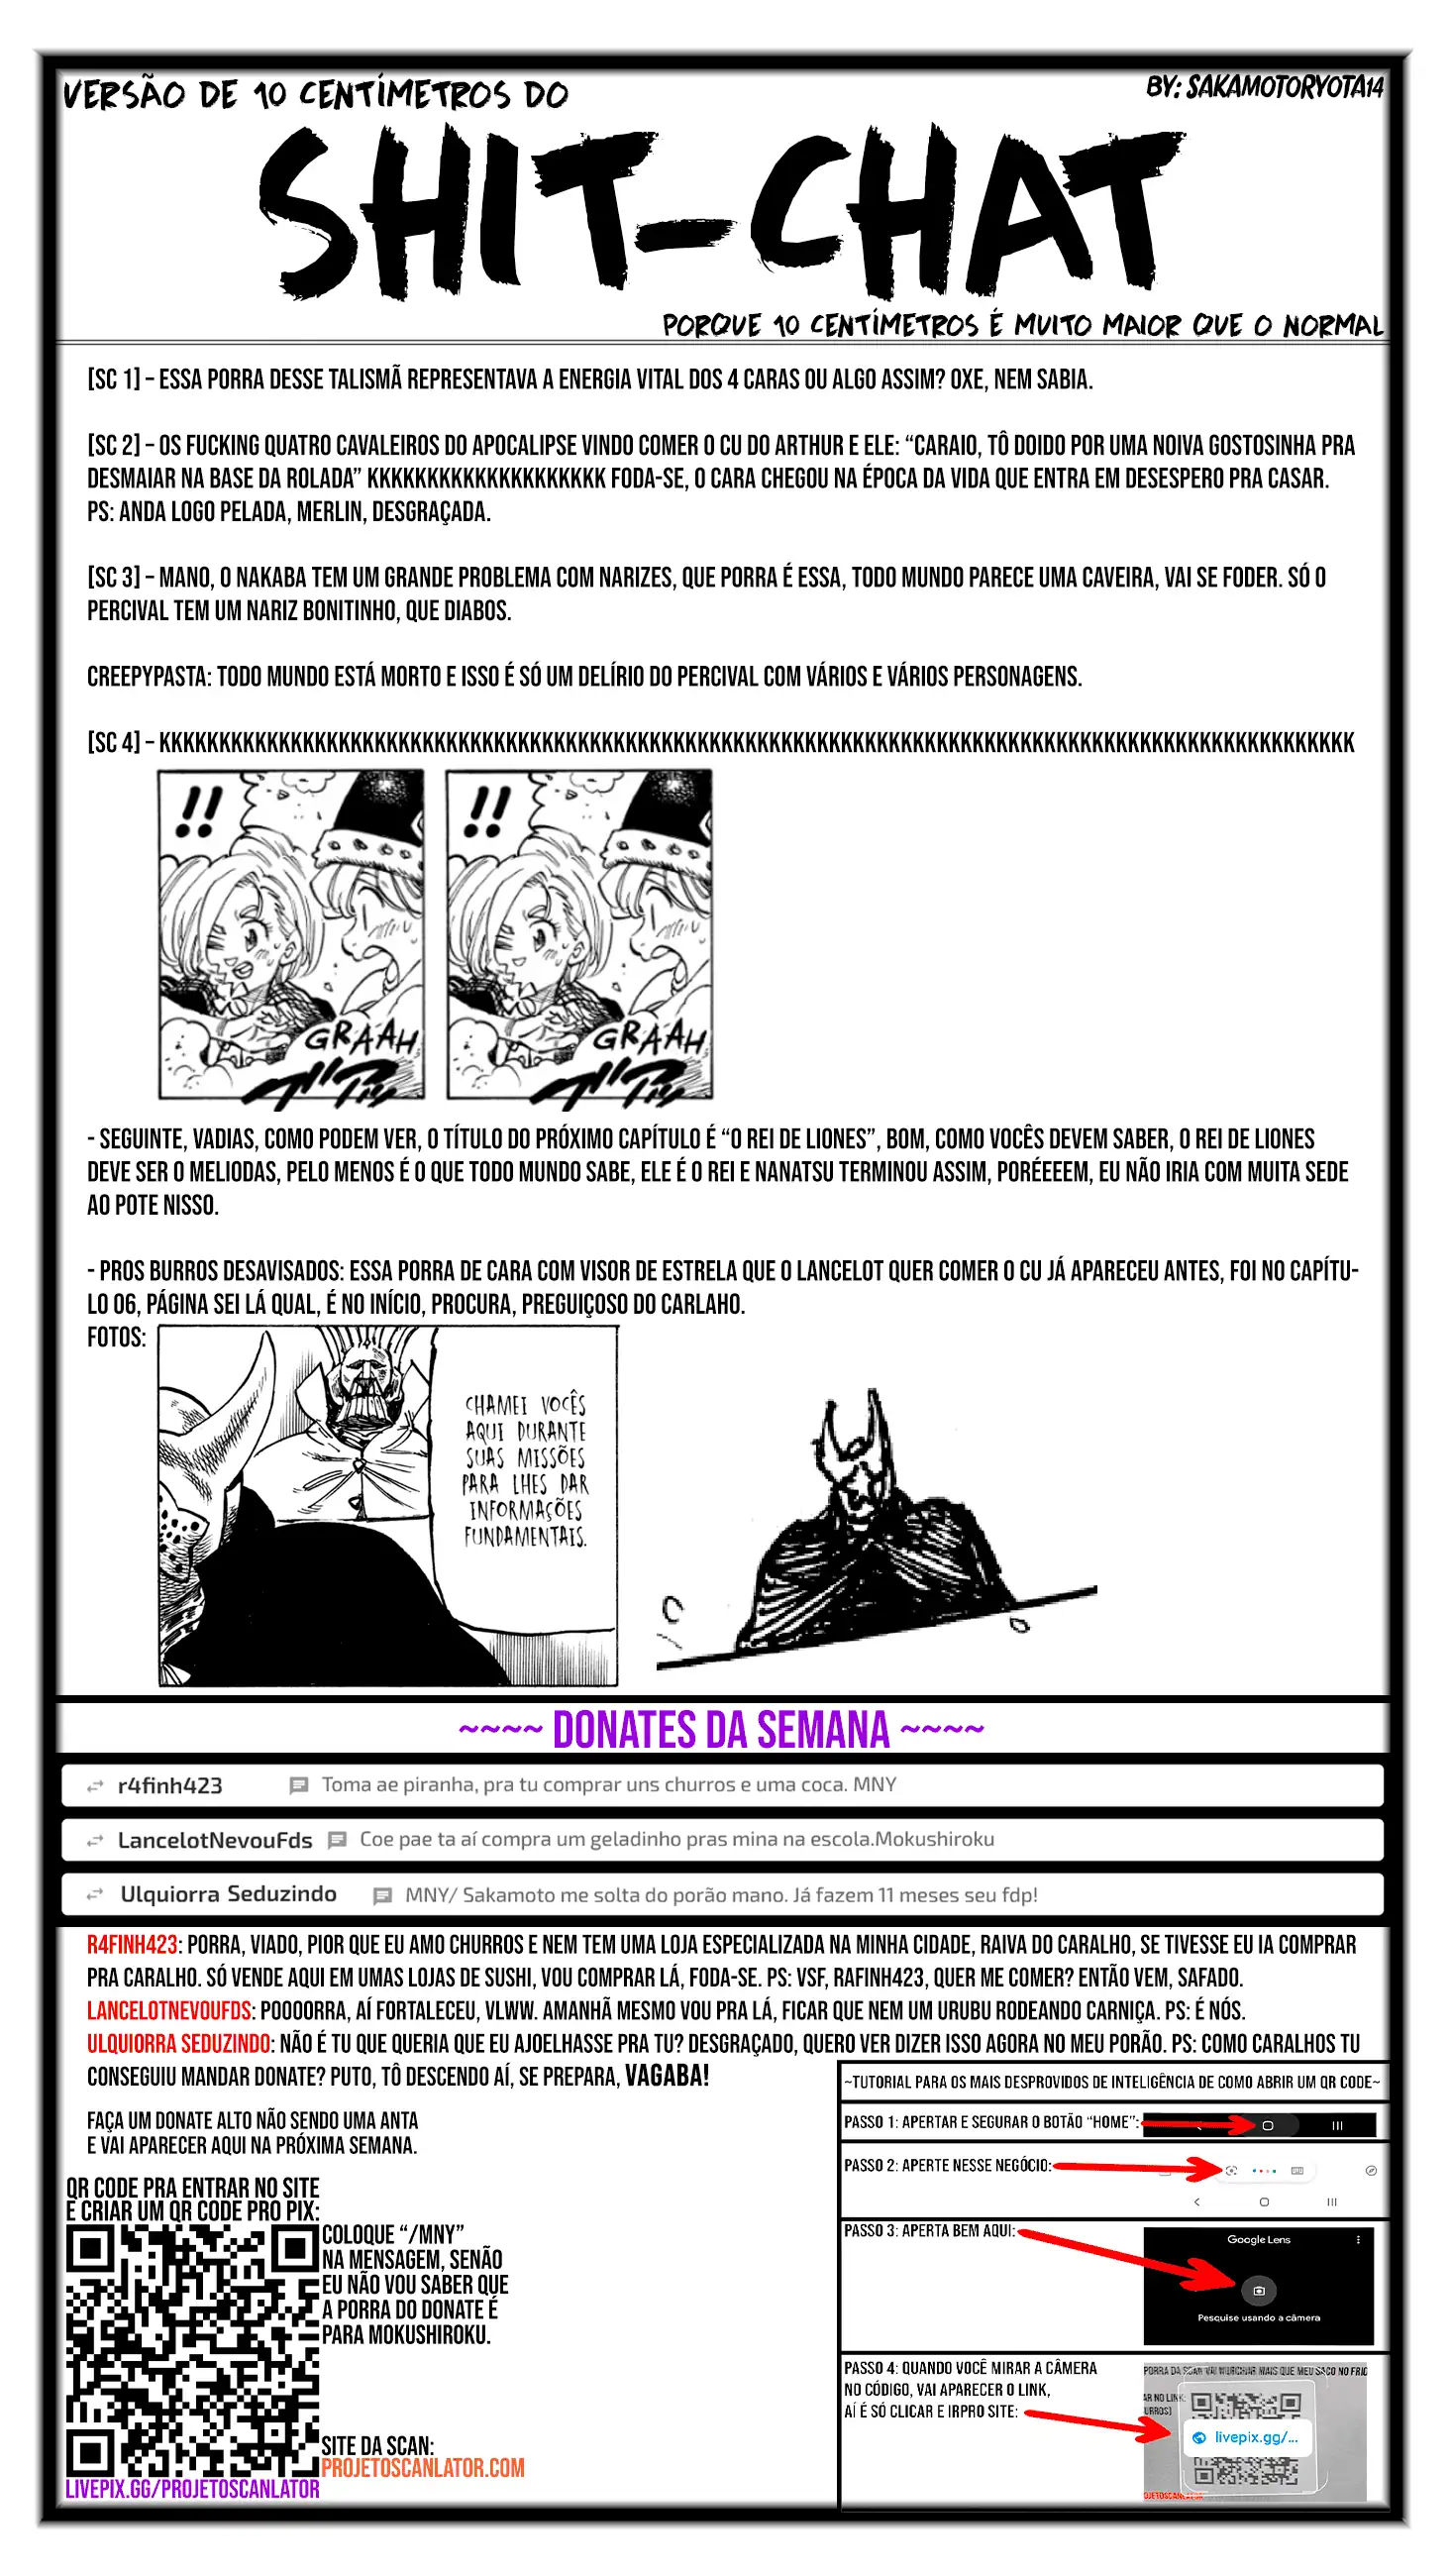 VERSÃO DE 10 CENTÍMETROS DO
BY: SAKAMOTORYOTA14
SHIT-CHAT
PORQUE 10 CENTÍMETROS É MUITO MAIOR QUE O NORMAL
[SC 1] – ESSA PORRA DESSE TALISMÃ REPRESENTAVA A ENERGIA VITAL DOS 4 CARAS OU ALGO ASSIM? OXE, NEM SABIA.
[SC 2] – OS FUCKING QUATRO CAVALEIROS DO APOCALIPSE VINDO COMER O CU DO ARTHUR E ELE: “CARAIO, TÔ DOIDO POR UMA NOIVA GOSTOSINHA PRA
DESMAIAR NA BASE DA ROLADA” KKKKKKKKKKKKKKKKKKKK FODA-SE, O CARA CHEGOU NA ÉPOCA DA VIDA QUE ENTRA EM DESESPERO PRA CASAR.
PS: ANDA LOGO PELADA, MERLIN, DESGRAÇADA.
[SC 3] – MANO, O NAKABA TEM UM GRANDE PROBLEMA COM NARIZES, QUE PORRA É ESSA, TODO MUNDO PARECE UMA CAVEIRA, VAI SE FODER. SÓ O
PERCIVAL TEM UM NARIZ BONITINHO, QUE DIABOS.
CREEPYPASTA: TODO MUNDO ESTÁ MORTO E ISSO É SÓ UM DELÍRIO DO PERCIVAL COM VÁRIOS E VÁRIOS PERSONAGENS.
[SC 4] – KKKKKKKKKKKKKKKKKKKKKKKKKKKKKKKKKKKKKKKKKKKKKKKKKKKKKKKKKKKKKKKKKKKKKKKKKKKKKKKKKKKKKKKKKKKKKKKKKKKK
!! !!
GRAAH GRAAH
- SEGUINTE, VADIAS, COMO PODEM VER, O TÍTULO DO PRÓXIMO CAPÍTULO É “O REI DE LIONES”, BOM, COMO VOCÊS DEVEM SABER, O REI DE LIONES
DEVE SER O MELIODAS, PELO MENOS É O QUE TODO MUNDO SABE, ELE É O REI E NANATSU TERMINOU ASSIM, PORÉEEEM, EU NÃO IRIA COM MUITA SEDE
AO POTE NISSO.
- PROS BURROS DESAVISADOS: ESSA PORRA DE CARA COM VISOR DE ESTRELA QUE O LANCELOT QUER COMER O CU JÁ APARECEU ANTES, FOI NO CAPÍTU-
LO 06, PÁGINA SEI LÁ QUAL, É NO INÍCIO, PROCURA, PREGUIÇOSO DO CARLAHO.
FOTOS:
CHAMEI VOCÊS
AQUI DURANTE
SUAS MISSÕES
PARA LHES DAR
INFORMAÇÕES
FUNDAMENTAIS.
~~~~ DONATES DA SEMANA ~~~~
r4finh423 Toma ae piranha, pra tu comprar uns churros e uma coca. MNY
LancelotNevouFds Coe pae ta aí compra um geladinho pras mina na escola.Mokushiroku
Ulquiorra Seduzindo MNY/ Sakamoto me solta do porão mano. Já fazem 11 meses seu fdp!
R4FINH423: PORRA, VIADO, PIOR QUE EU AMO CHURROS E NEM TEM UMA LOJA ESPECIALIZADA NA MINHA CIDADE, RAIVA DO CARALHO, SE TIVESSE EU IA COMPRAR
PRA CARALHO. SÓ VENDE AQUI EM UMAS LOJAS DE SUSHI, VOU COMPRAR LÁ, FODA-SE. PS: VSF, RAFINH423, QUER ME COMER? ENTÃO VEM, SAFADO.
LANCELOTNEVOUFDS: POOOORRA, AÍ FORTALECEU, VLWW. AMANHÃ MESMO VOU PRA LÁ, FICAR QUE NEM UM URUBU RODEANDO CARNIÇA. PS: É NÓS.
ULQUIORRA SEDUZINDO: NÃO É TU QUE QUERIA QUE EU AJOELHASSE PRA TU? DESGRAÇADO, QUERO VER DIZER ISSO AGORA NO MEU PORÃO. PS: COMO CARALHOS TU
CONSEGUIU MANDAR DONATE? PUTO, TÔ DESCENDO AÍ, SE PREPARA, VAGABA!
FAÇA UM DONATE ALTO NÃO SENDO UMA ANTA
E VAI APARECER AQUI NA PRÓXIMA SEMANA.
QR CODE PRA ENTRAR NO SITE
E CRIAR UM QR CODE PRO PIX:
COLOQUE “/MNY”
NA MENSAGEM, SENÃO
EU NÃO VOU SABER QUE
A PORRA DO DONATE É
PARA MOKUSHIROKU.
SITE DA SCAN:
PROJETOSCANLATOR.COM
LIVEPIX.GG/PROJETOSCANLATOR
~TUTORIAL PARA OS MAIS DESPROVIDOS DE INTELIGÊNCIA DE COMO ABRIR UM QR CODE~
PASSO 1: APERTAR E SEGURAR O BOTÃO “HOME”:
PASSO 2: APERTE NESSE NEGÓCIO:
PASSO 3: APERTA BEM AQUI:
Google Lens
Pesquise usando a câmera
PASSO 4: QUANDO VOCÊ MIRAR A CÂMERA
NO CÓDIGO, VAI APARECER O LINK,
AÍ É SÓ CLICAR E IRPRO SITE:
PORRA DA SCAN VAI MURCHAR MAIS QUE MEU SACO NO FRIO
AR NO LINK:
URROS)
livepix.gg/...